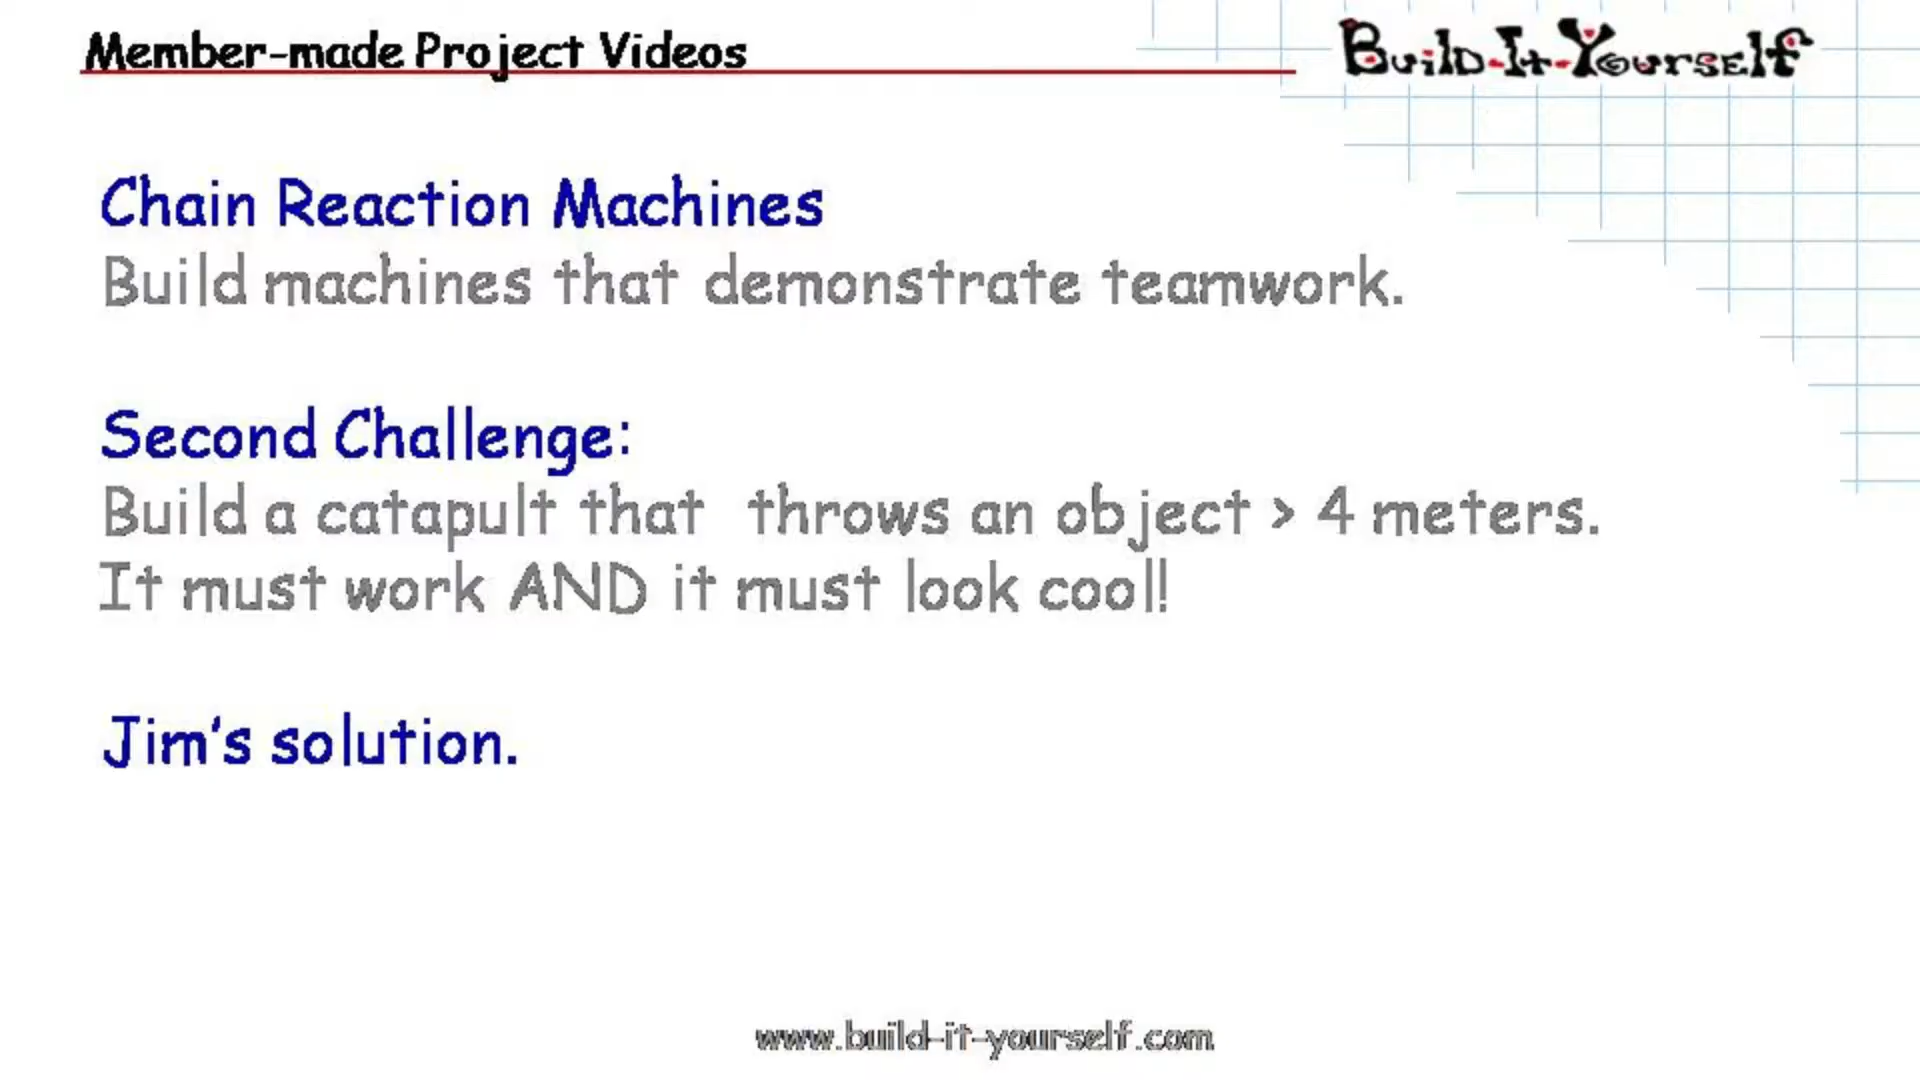 Member-made Project Videos
Build-It-Yourself
Chain Reaction Machines
Build machines that demonstrate teamwork.
Second Challenge:
Build a catapult that throws an object > 4 meters.
It must work AND it must look cool!
Jim's solution.
www.build-it-yourself.com